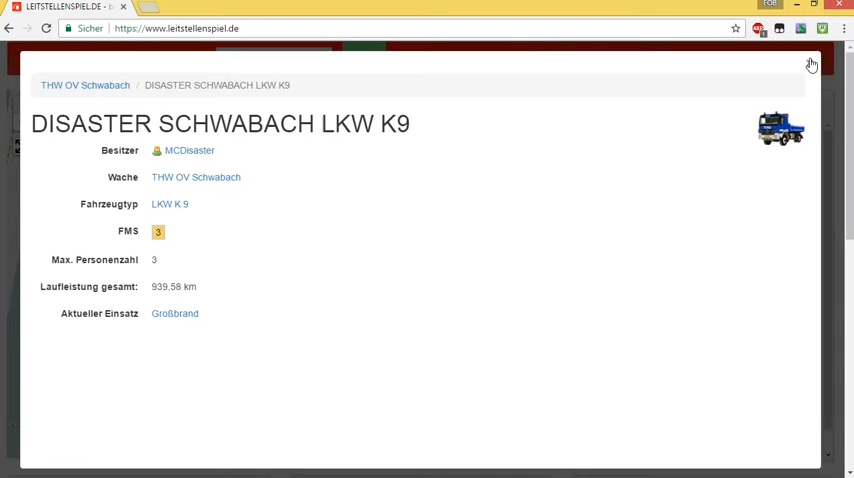 LEITSTELLENSPIEL.DE - b
EOB
Sicher
https://www.leitstellenspiel.de
THW OV Schwabach / DISASTER SCHWABACH LKW K9
DISASTER SCHWABACH LKW K9
Besitzer MCDisaster
Wache THW OV Schwabach
Fahrzeugtyp LKW K 9
FMS 3
Max. Personenzahl 3
Laufleistung gesamt: 939,58 km
Aktueller Einsatz Großbrand